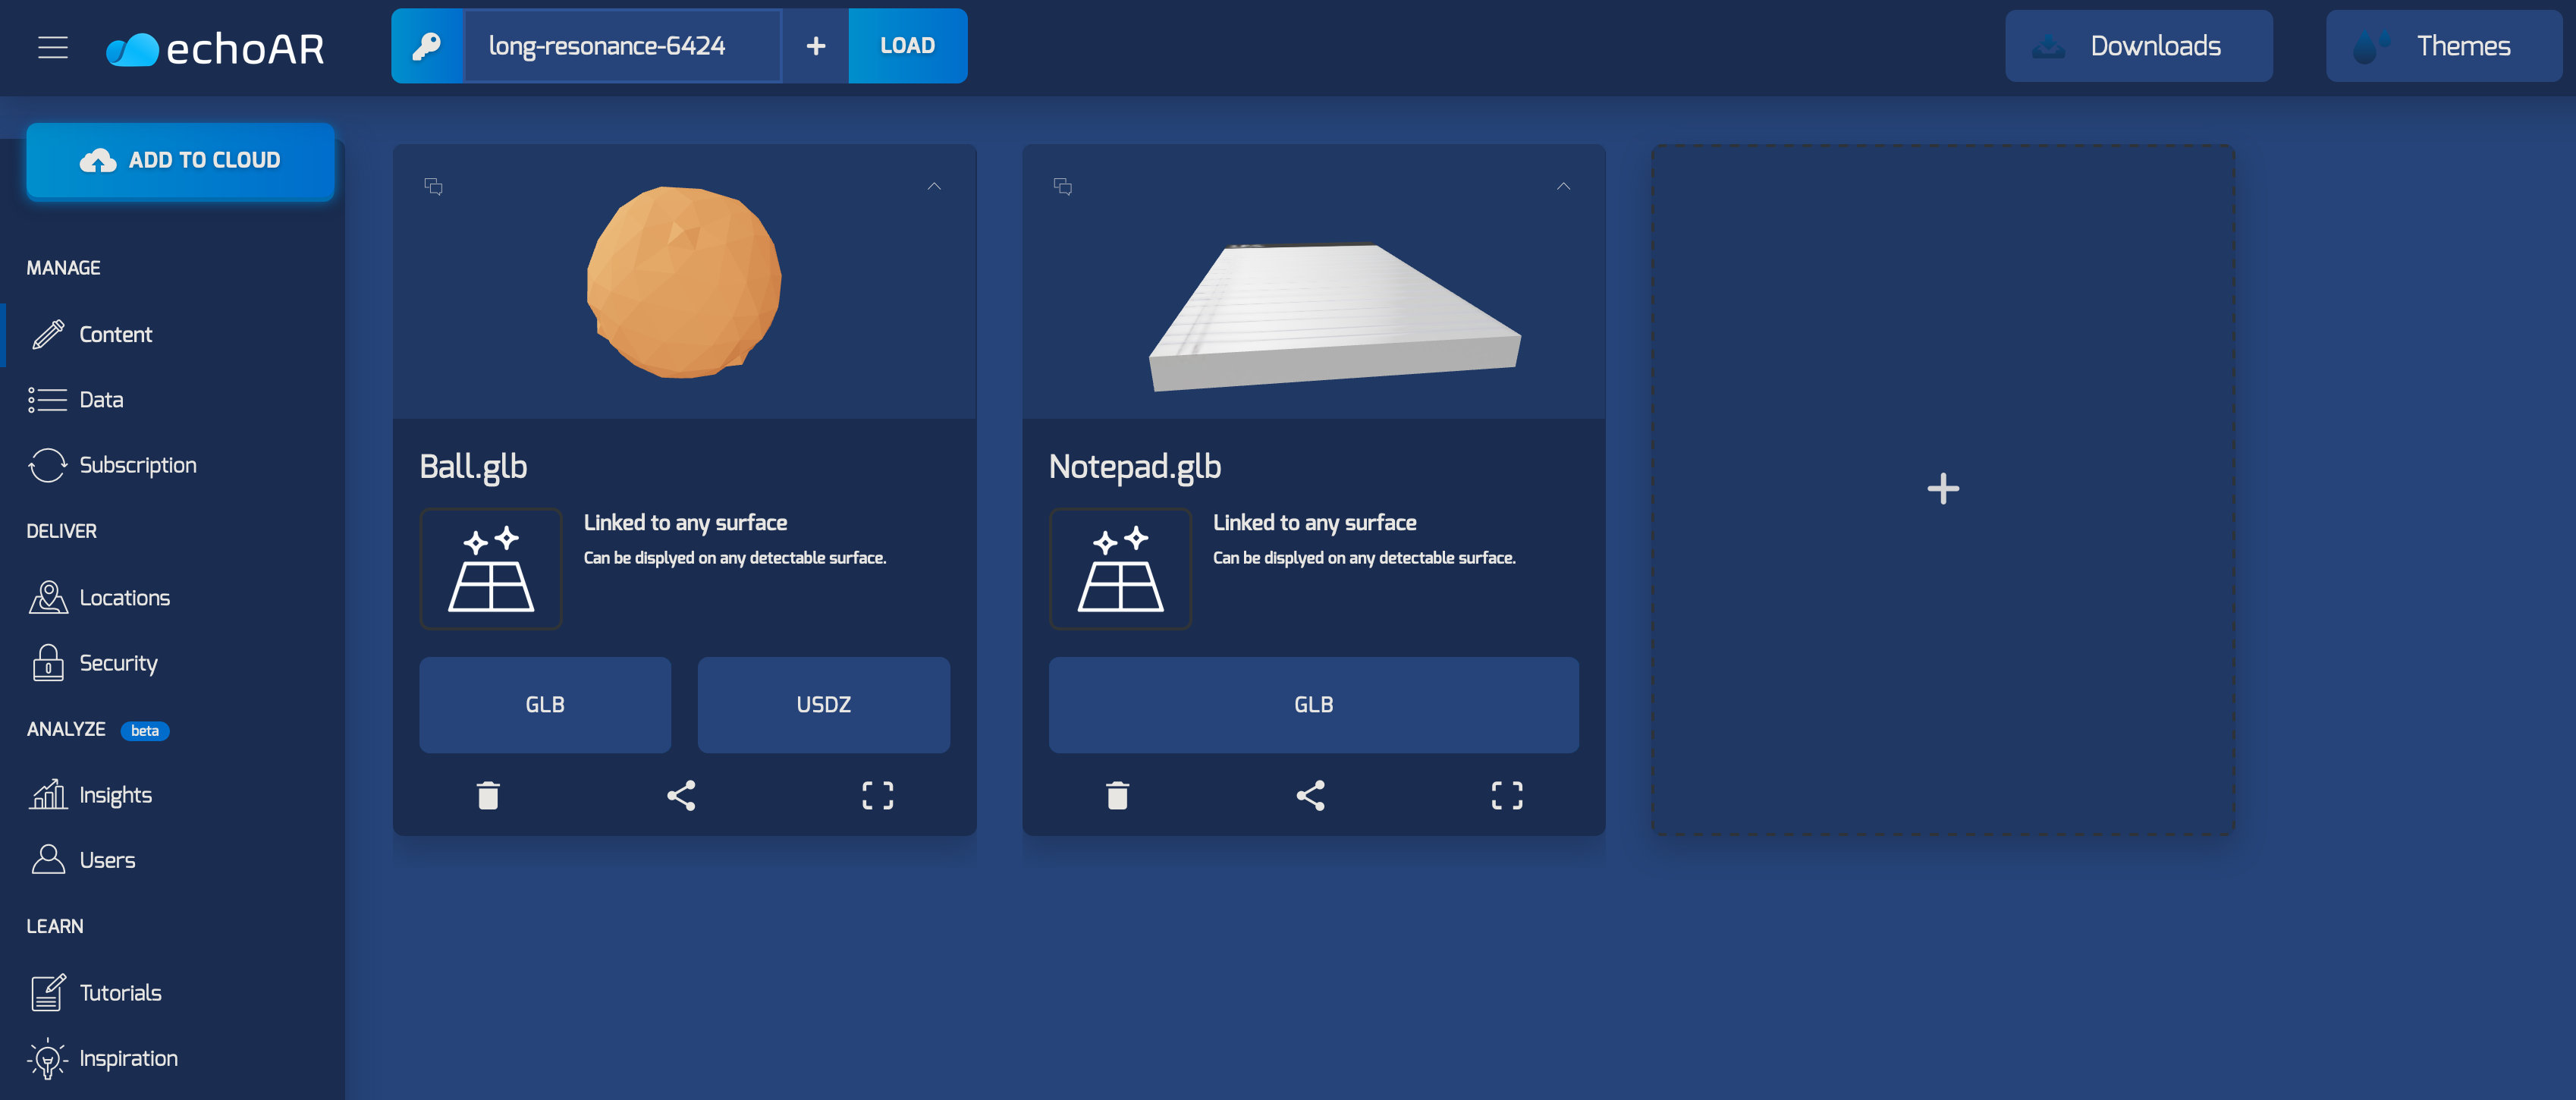 echoAR
long-resonance-6424
+
LOAD
Downloads
Themes
ADD TO CLOUD
MANAGE
Content
Data
Subscription
DELIVER
Locations
Security
ANALYZE beta
Insights
Users
LEARN
Tutorials
Inspiration
Ball.glb
Linked to any surface
Can be displyed on any detectable surface.
GLB USDZ
Notepad.glb
Linked to any surface
Can be displyed on any detectable surface.
GLB
+